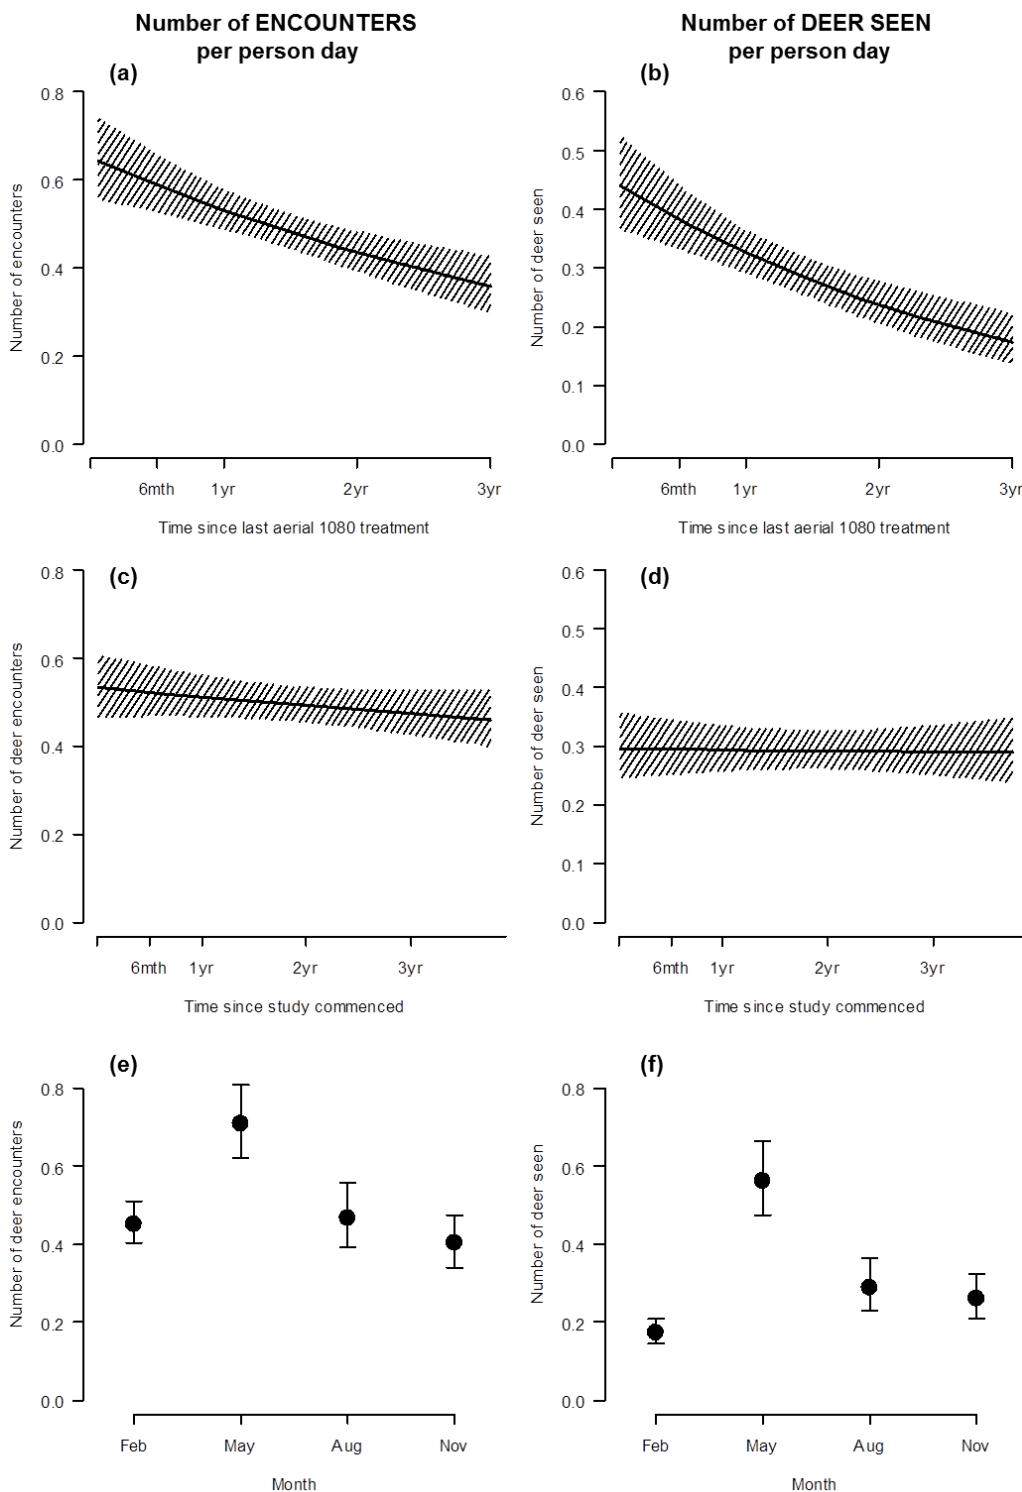 Number of ENCOUNTERS
per person day
Number of DEER SEEN
per person day
(a)
0.8
0.6
0.4
0.2
0.0
Number of encounters
6mth 1yr 2yr 3yr
Time since last aerial 1080 treatment
(b)
0.6
0.5
0.4
0.3
0.2
0.1
0.0
Number of deer seen
6mth 1yr 2yr 3yr
Time since last aerial 1080 treatment
(c)
0.8
0.6
0.4
0.2
0.0
Number of deer encounters
6mth 1yr 2yr 3yr
Time since study commenced
(d)
0.6
0.5
0.4
0.3
0.2
0.1
0.0
Number of deer seen
6mth 1yr 2yr 3yr
Time since study commenced
(e)
0.8
0.6
0.4
0.2
0.0
Number of deer encounters
Feb May Aug Nov
Month
(f)
0.8
0.6
0.4
0.2
0.0
Number of deer seen
Feb May Aug Nov
Month